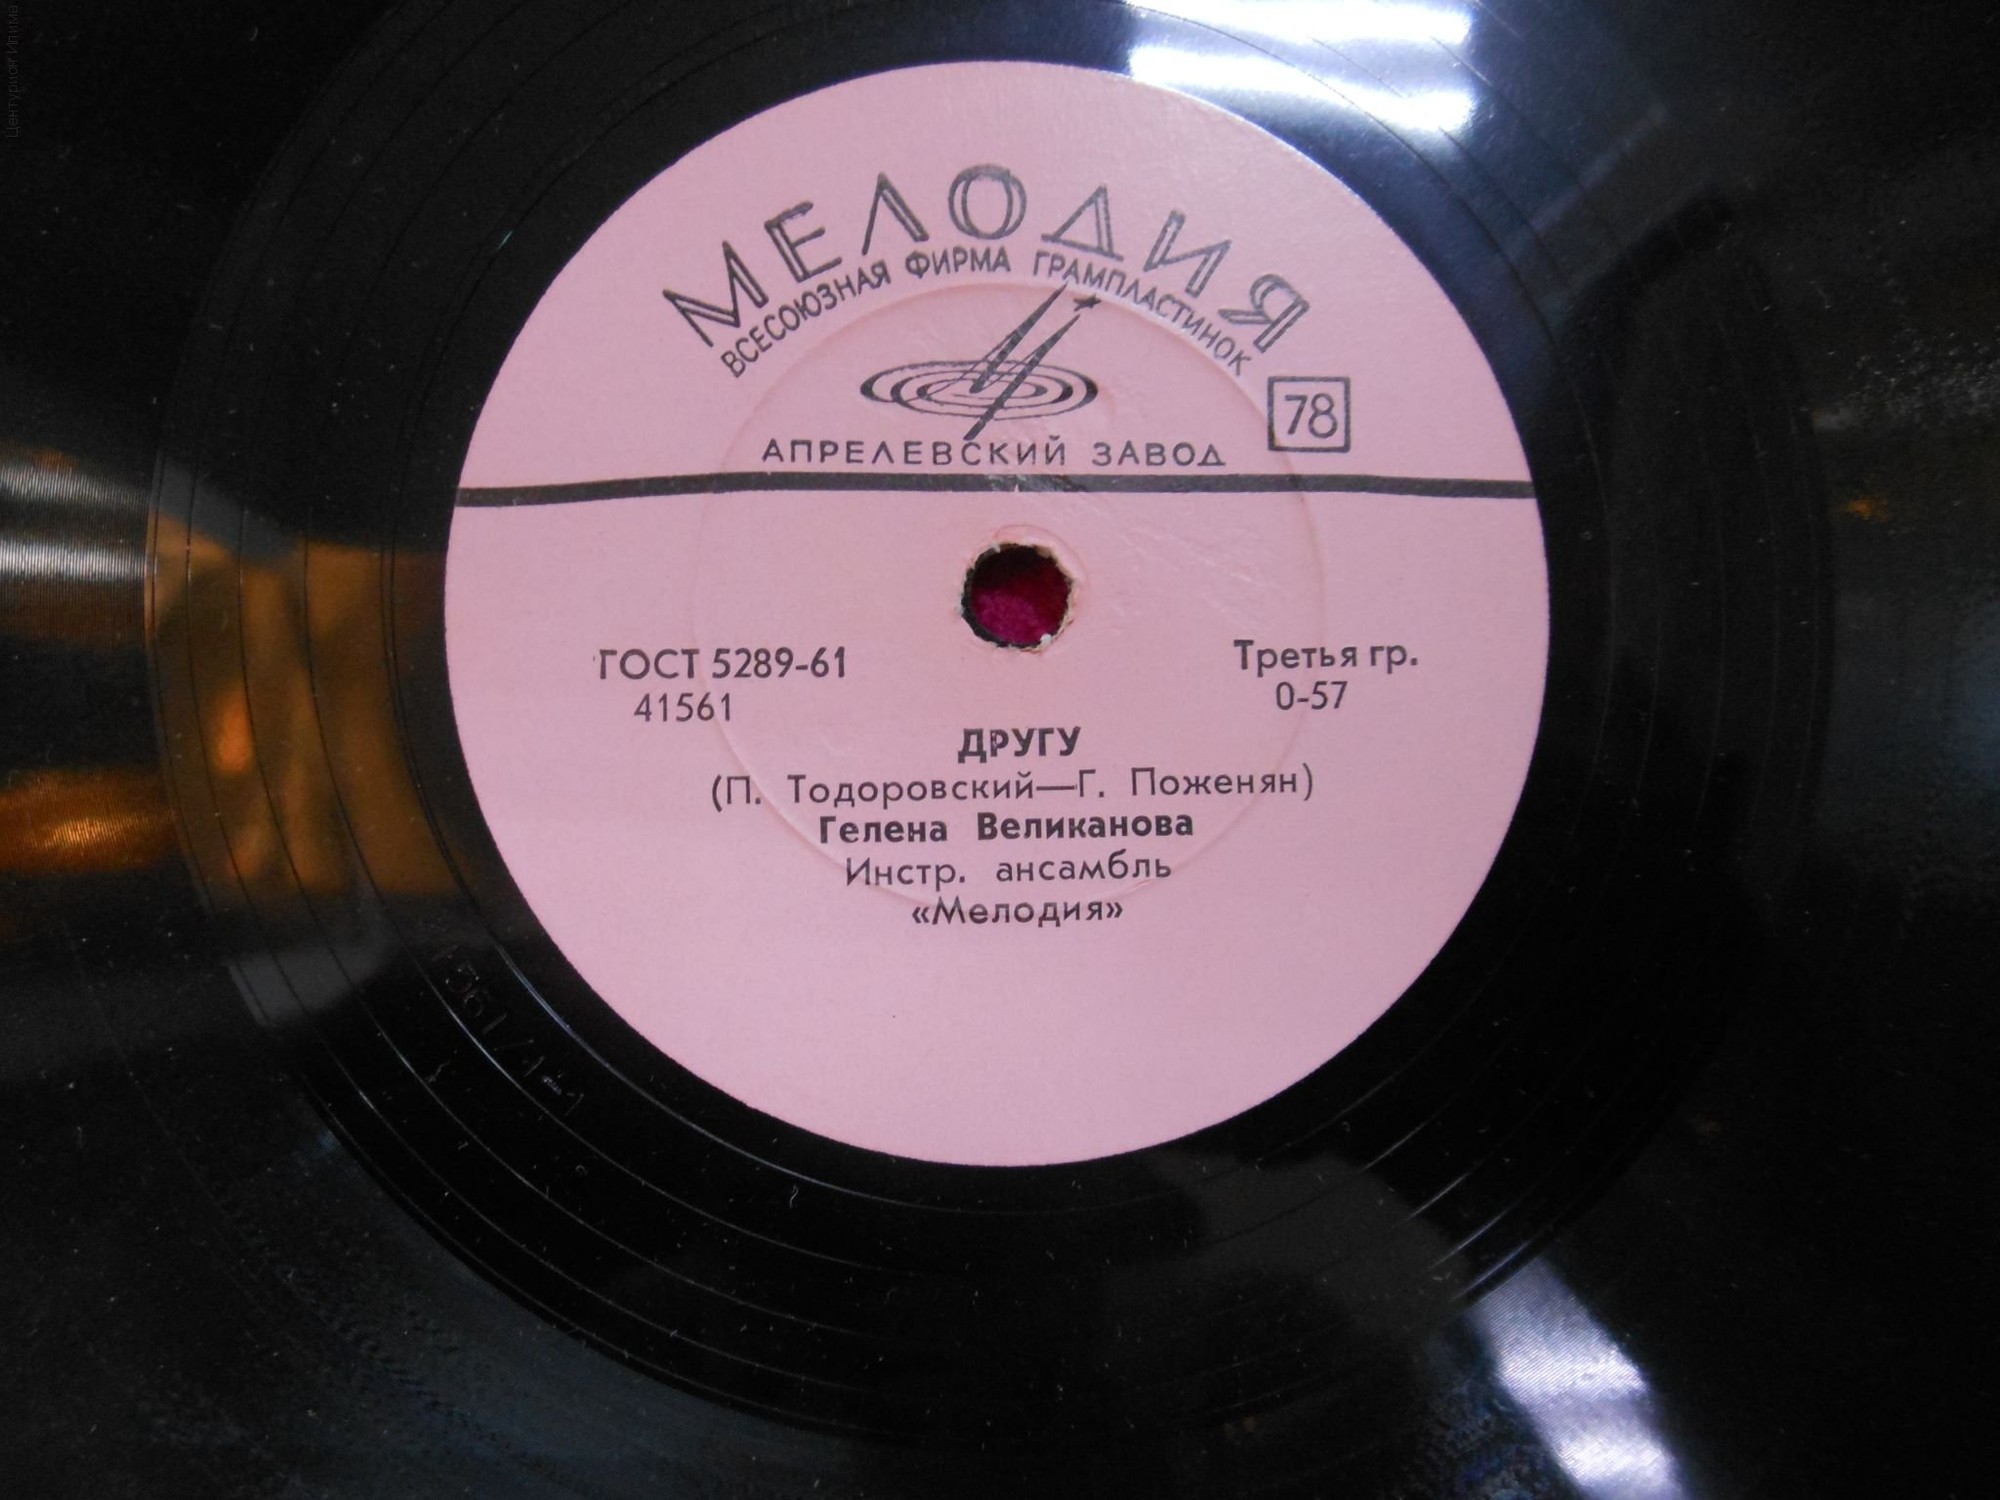 МЕЛОДИЯ
ВСЕСОЮЗНАЯ ФИРМА ГРАМПЛАСТИНОК
78
АПРЕЛЕВСКИЙ ЗАВОД
ГОСТ 5289-61
Третья гр.
41561
0-57
ДРУГУ
(П. Тодоровский—Г. Поженян)
Гелена Великанова
Инстр. ансамбль
«Мелодия»